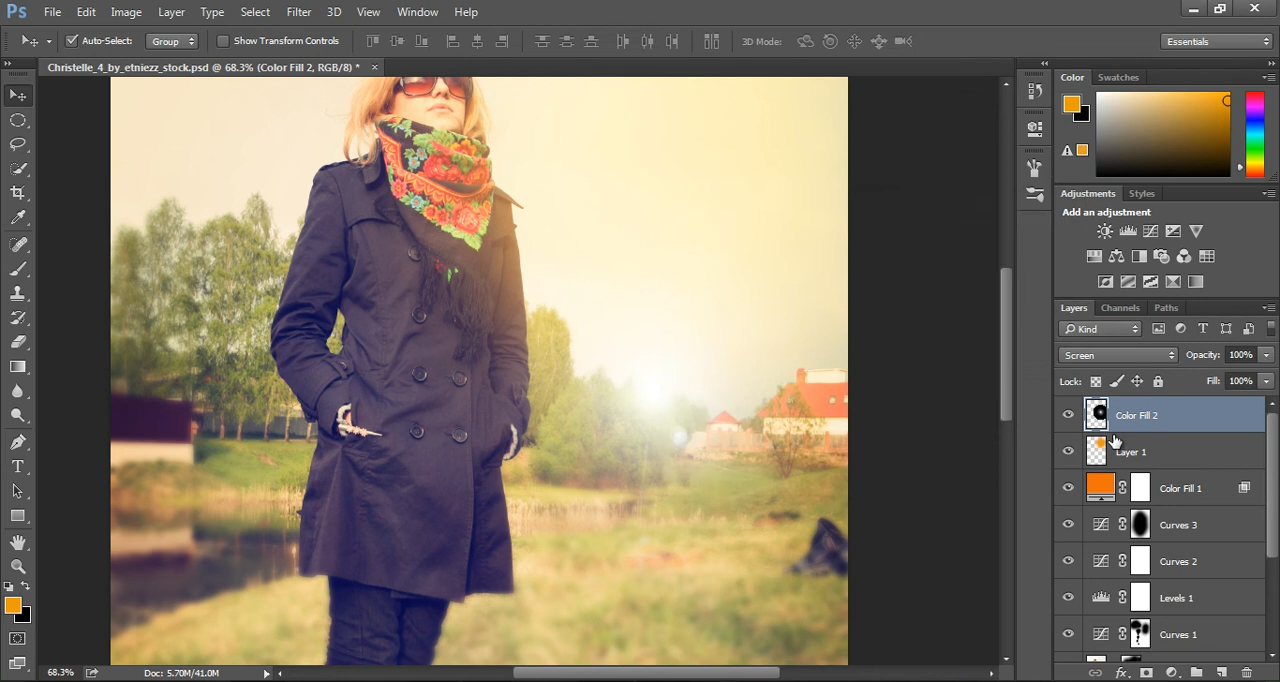 Ps File Edit Image Layer Type Select Filter 3D View Window Help
Auto-Select: Group Show Transform Controls 3D Mode: Essentials
Christelle_4_by_etniezz_stock.psd @ 68.3% (Color Fill 2, RGB/8) * ×
Color Swatches
Adjustments Styles
Add an adjustment
Layers Channels Paths
Kind
Screen Opacity: 100%
Lock: Fill: 100%
Color Fill 2
Layer 1
Color Fill 1
Curves 3
Curves 2
Levels 1
Curves 1
68.3% Doc: 5.70M/41.0M